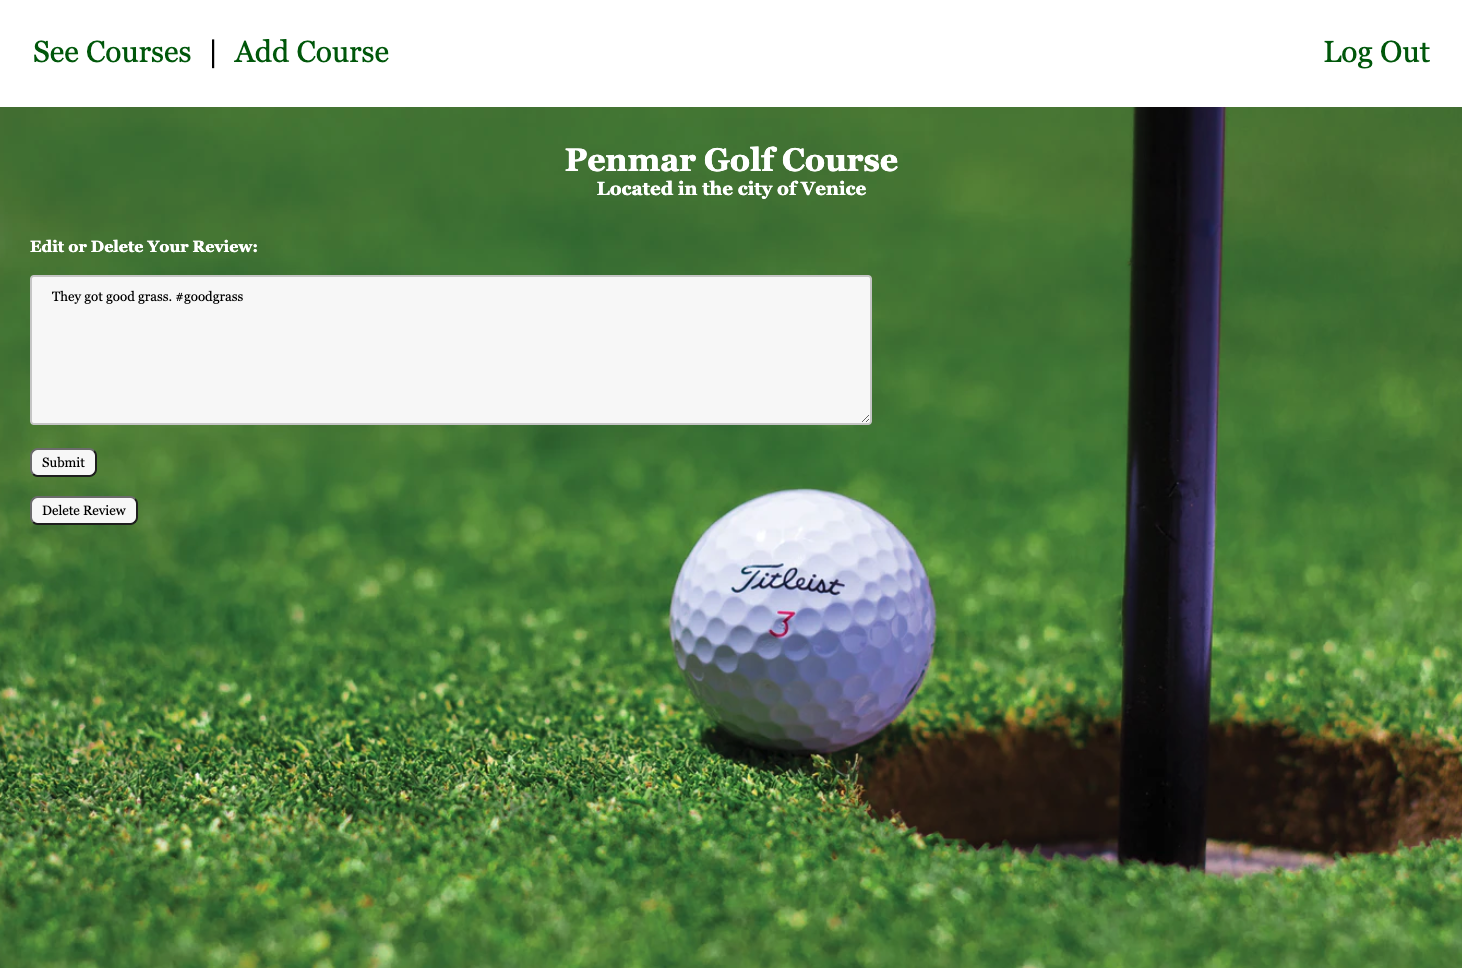 See Courses | Add Course
Log Out
Penmar Golf Course
Located in the city of Venice
Edit or Delete Your Review:
They got good grass. #goodgrass
Submit
Delete Review
Titleist
3